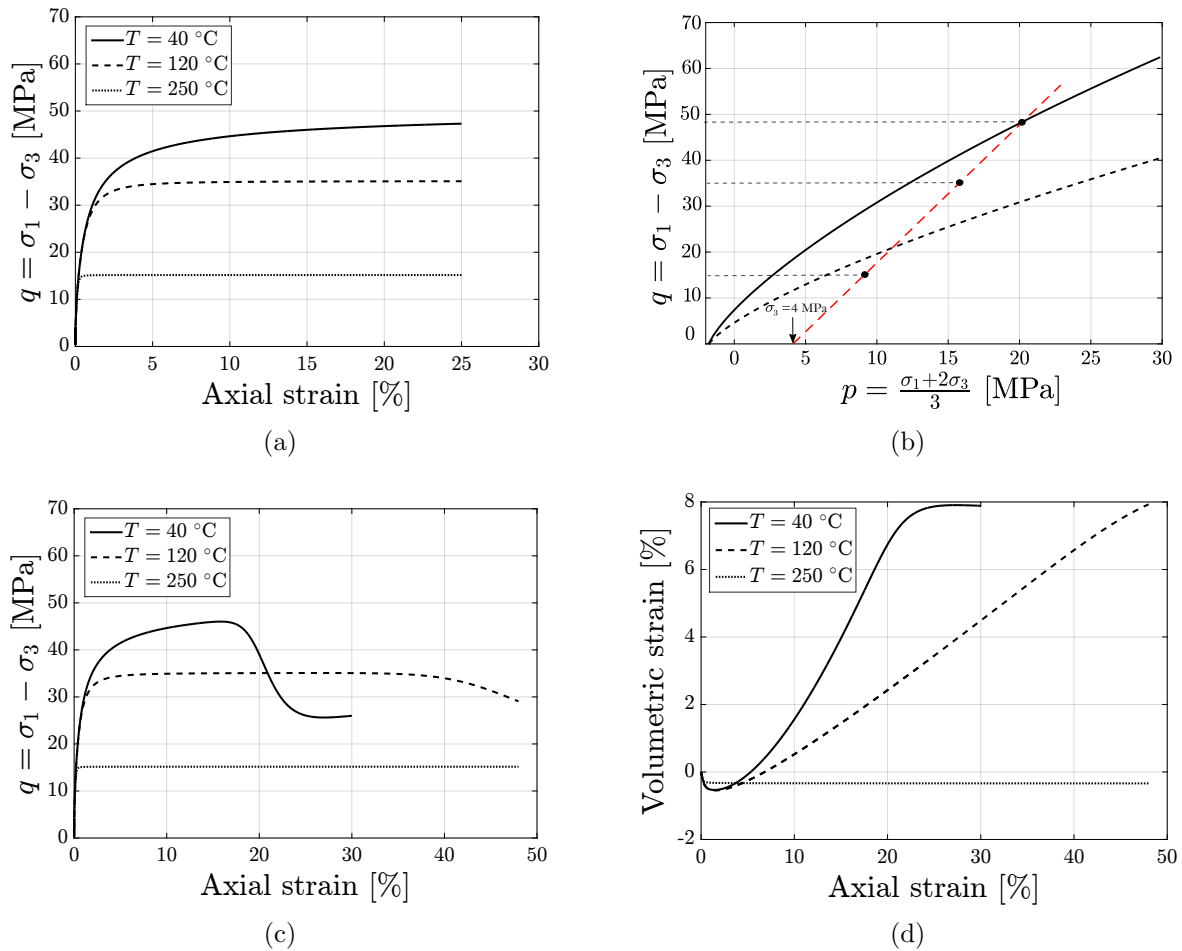 70
60
50
40
30
20
10
0
q = σ₁ − σ₃ [MPa]
T = 40 °C
T = 120 °C
T = 250 °C
0 5 10 15 20 25 30
Axial strain [%]
(a)
70
60
50
40
30
20
10
0
q = σ₁ − σ₃ [MPa]
σ₃ =4 MPa
0 5 10 15 20 25 30
p = \frac{σ₁+2σ₃}{3} [MPa]
(b)
70
60
50
40
30
20
10
0
q = σ₁ − σ₃ [MPa]
T = 40 °C
T = 120 °C
T = 250 °C
0 10 20 30 40 50
Axial strain [%]
(c)
8
6
4
2
0
-2
Volumetric strain [%]
T = 40 °C
T = 120 °C
T = 250 °C
0 10 20 30 40 50
Axial strain [%]
(d)